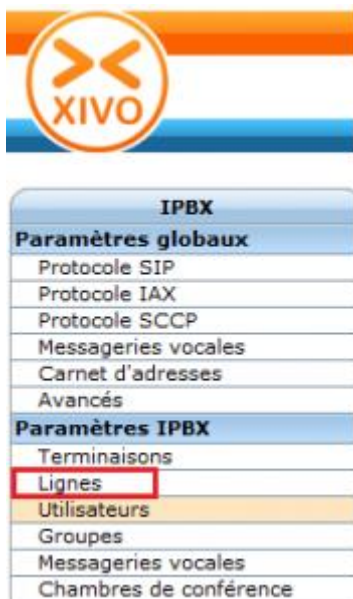 XIVO
IPBX
Paramètres globaux
Protocole SIP
Protocole IAX
Protocole SCCP
Messageries vocales
Carnet d'adresses
Avancés
Paramètres IPBX
Terminaisons
Lignes
Utilisateurs
Groupes
Messageries vocales
Chambres de conférence